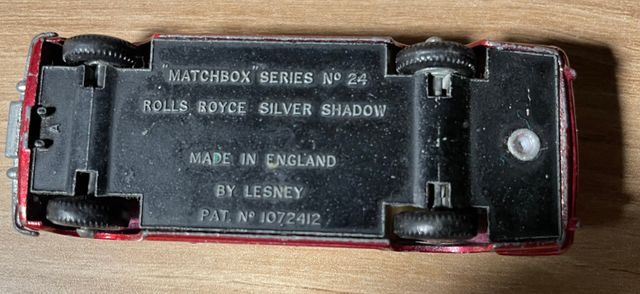 "MATCHBOX" SERIES Nº 24
ROLLS ROYCE SILVER SHADOW
MADE IN ENGLAND
BY LESNEY
PAT. Nº 1072412